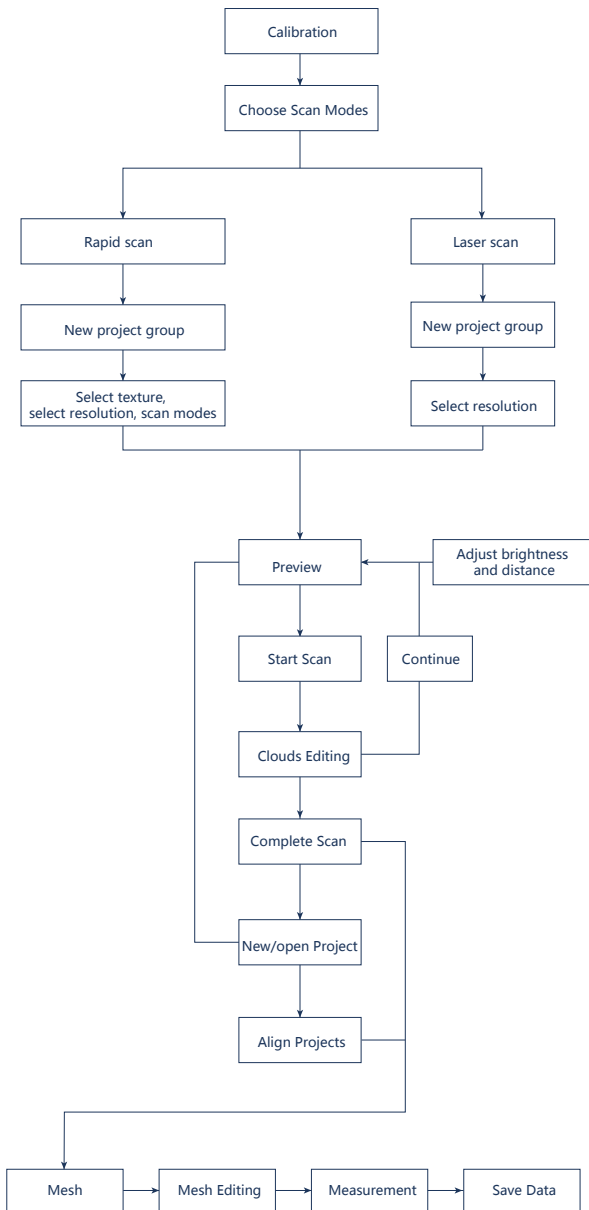 Calibration
Choose Scan Modes
Rapid scan
Laser scan
New project group
New project group
Select texture,
select resolution, scan modes
Select resolution
Preview
Adjust brightness
and distance
Start Scan
Continue
Clouds Editing
Complete Scan
New/open Project
Align Projects
Mesh
Mesh Editing
Measurement
Save Data